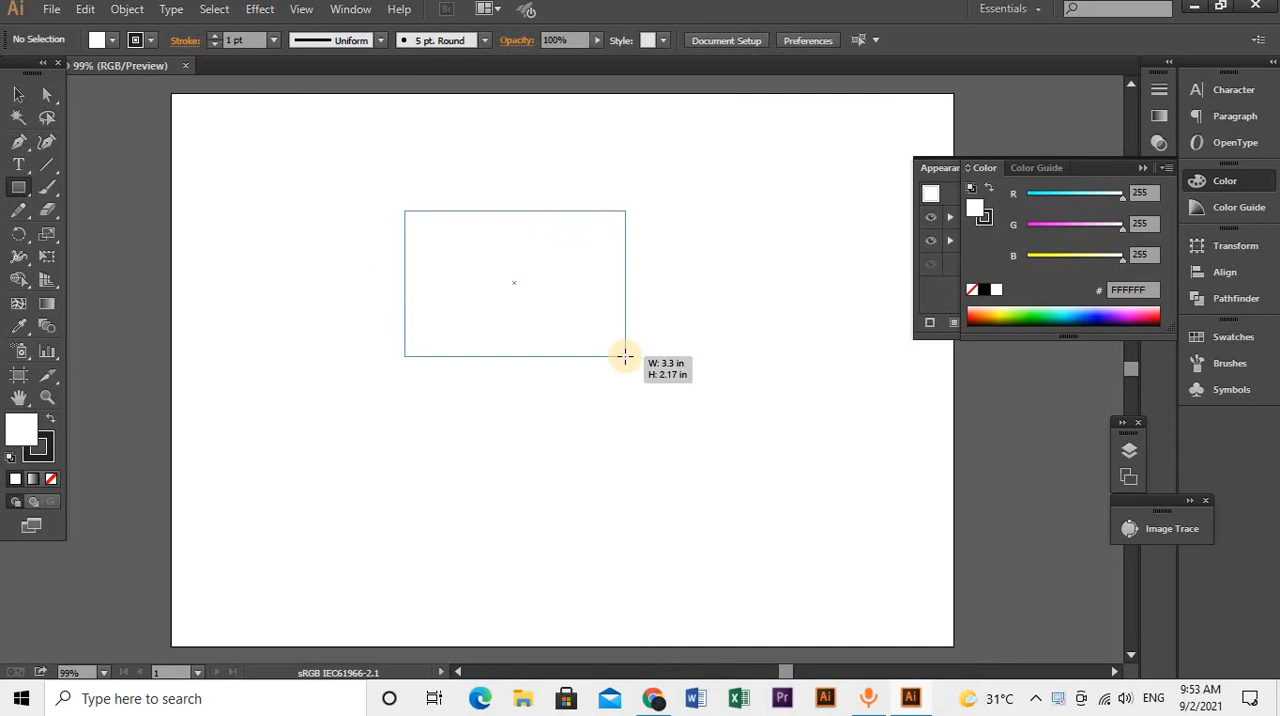 Ai File Edit Object Type Select Effect View Window Help Br Essentials
No Selection Stroke: 1 pt Uniform 5 pt. Round Opacity: 100% Style: Document Setup Preferences
99% (RGB/Preview)
Character
Paragraph
OpenType
Appearan Color Color Guide
Color
R 255
Color Guide
G 255
Transform
B 255
Align
# FFFFFF
Pathfinder
Swatches
Brushes
Symbols
W: 3.3 in
H: 2.17 in
Image Trace
99% 1 sRGB IEC61966-2.1
Type here to search
31°C
ENG
9:53 AM
9/2/2021